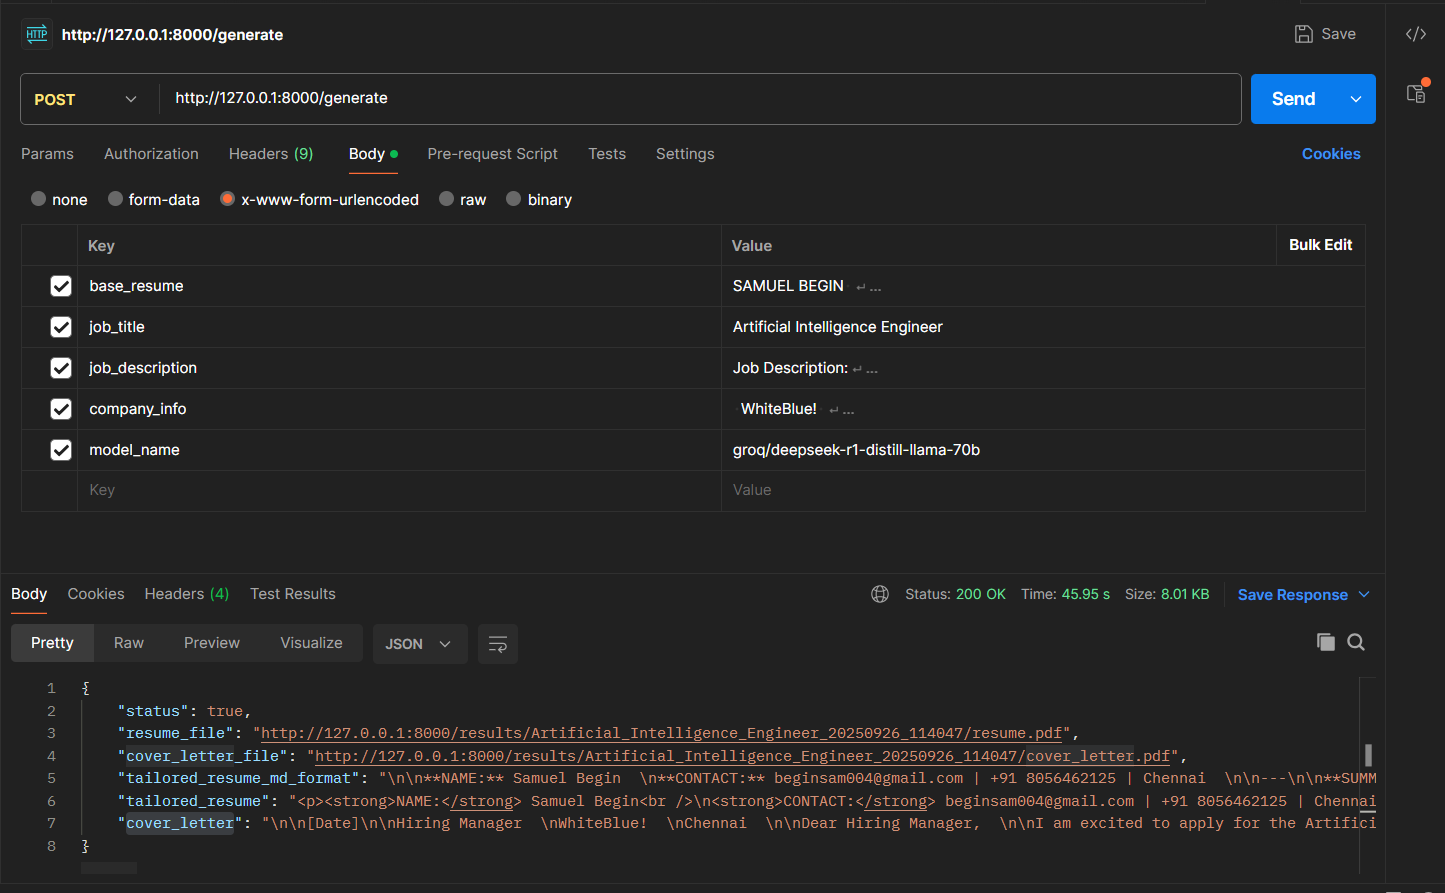 HTTP http://127.0.0.1:8000/generate Save </>
POST http://127.0.0.1:8000/generate Send
Params Authorization Headers (9) Body Pre-request Script Tests Settings Cookies
none form-data x-www-form-urlencoded raw binary
Key Value Bulk Edit
base_resume SAMUEL BEGIN ↵ ...
job_title Artificial Intelligence Engineer
job_description Job Description: ↵ ...
company_info WhiteBlue! ↵ ...
model_name groq/deepseek-r1-distill-llama-70b
Key Value
Body Cookies Headers (4) Test Results Status: 200 OK Time: 45.95 s Size: 8.01 KB Save Response
Pretty Raw Preview Visualize JSON
1 {
2 "status": true,
3 "resume_file": "http://127.0.0.1:8000/results/Artificial_Intelligence_Engineer_20250926_114047/resume.pdf",
4 "cover_letter_file": "http://127.0.0.1:8000/results/Artificial_Intelligence_Engineer_20250926_114047/cover_letter.pdf",
5 "tailored_resume_md_format": "\n\n**NAME:** Samuel Begin  \n**CONTACT:** beginsam004@gmail.com | +91 8056462125 | Chennai  \n\n---\n\n**SUMM
6 "tailored_resume": "<p><strong>NAME:</strong> Samuel Begin<br />\n<strong>CONTACT:</strong> beginsam004@gmail.com | +91 8056462125 | Chennai
7 "cover_letter": "\n\n[Date]\n\nHiring Manager  \nWhiteBlue!  \nChennai  \n\nDear Hiring Manager,  \n\nI am excited to apply for the Artifici
8 }